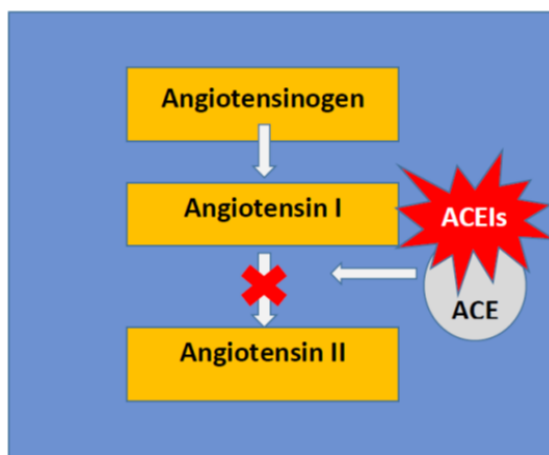 Angiotensinogen
Angiotensin I
ACEIs
ACE
Angiotensin II